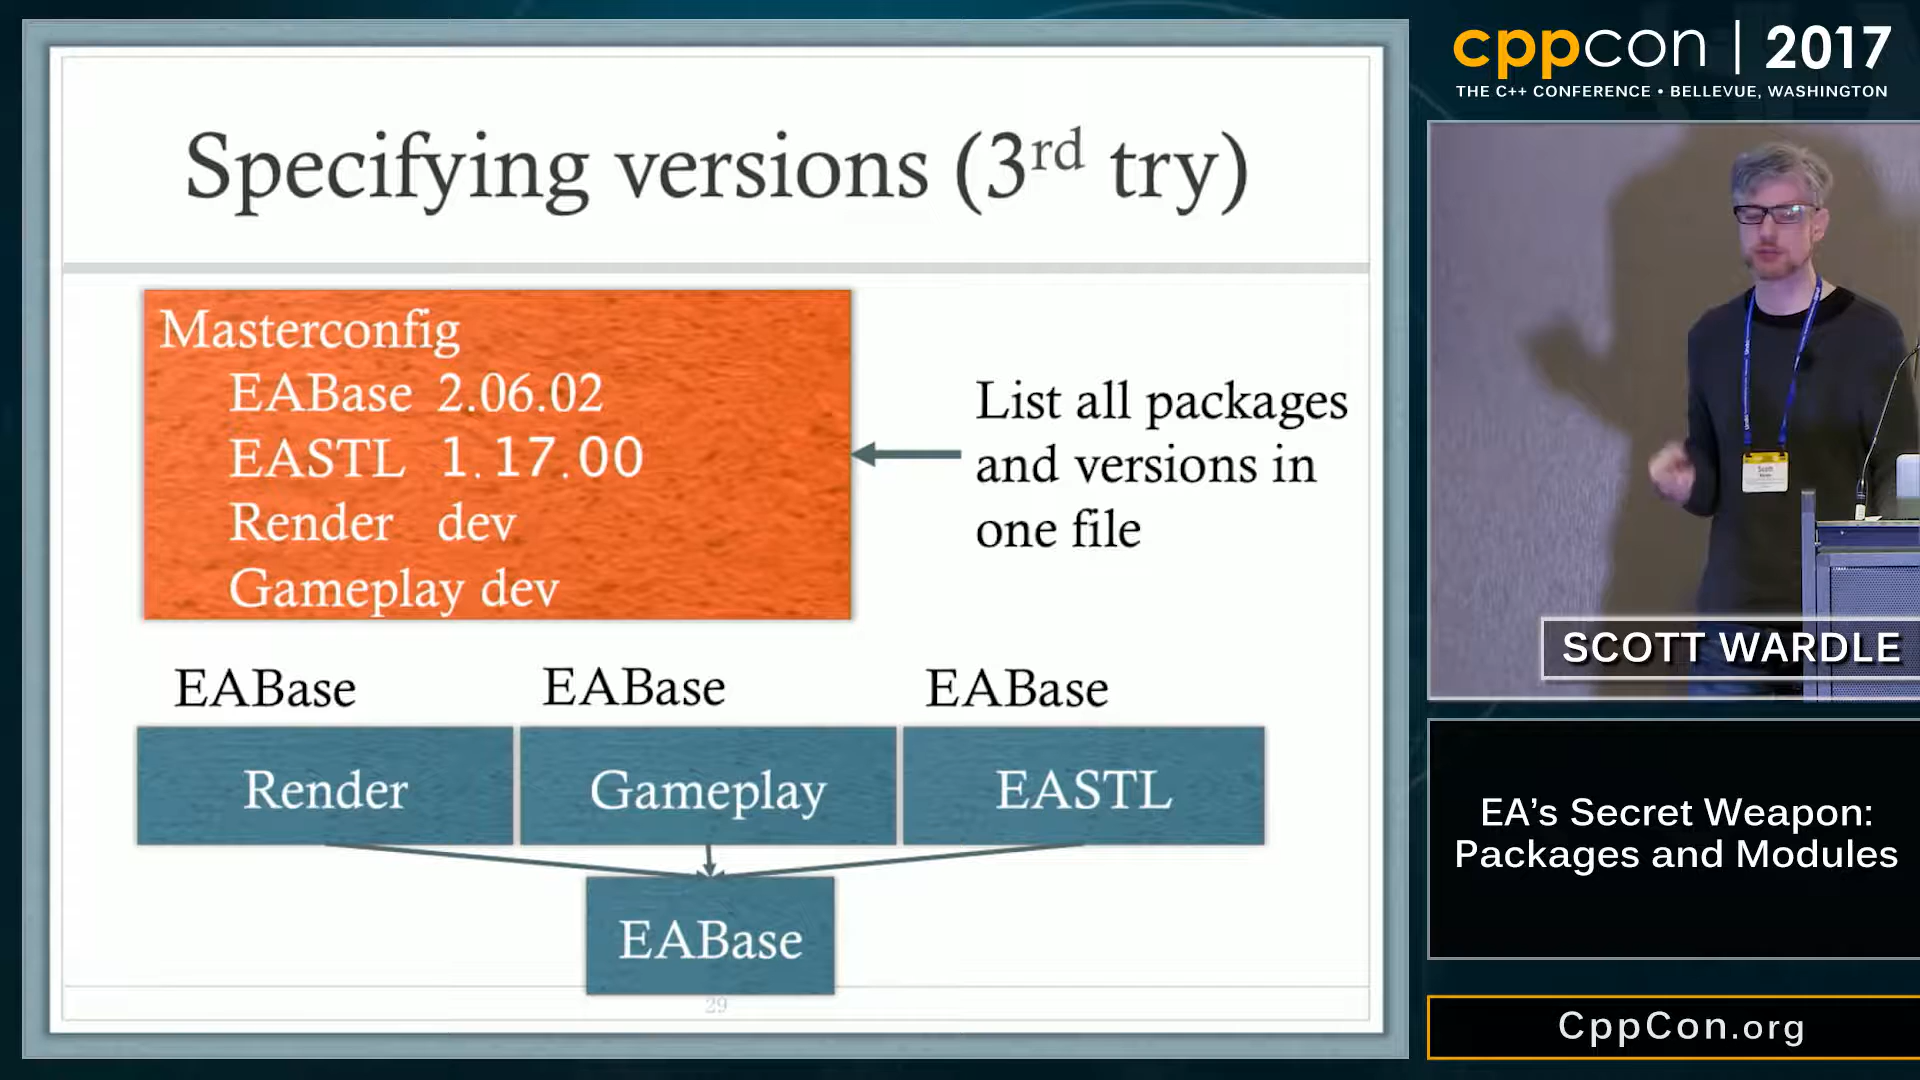 Specifying versions (3rd try)
Masterconfig
EABase 2.06.02
EASTL 1.17.00
Render dev
Gameplay dev
List all packages
and versions in
one file
EABase EABase EABase
Render Gameplay EASTL
EABase
29
cppcon | 2017
THE C++ CONFERENCE • BELLEVUE, WASHINGTON
Scott
SCOTT WARDLE
EA’s Secret Weapon:
Packages and Modules
CppCon.org